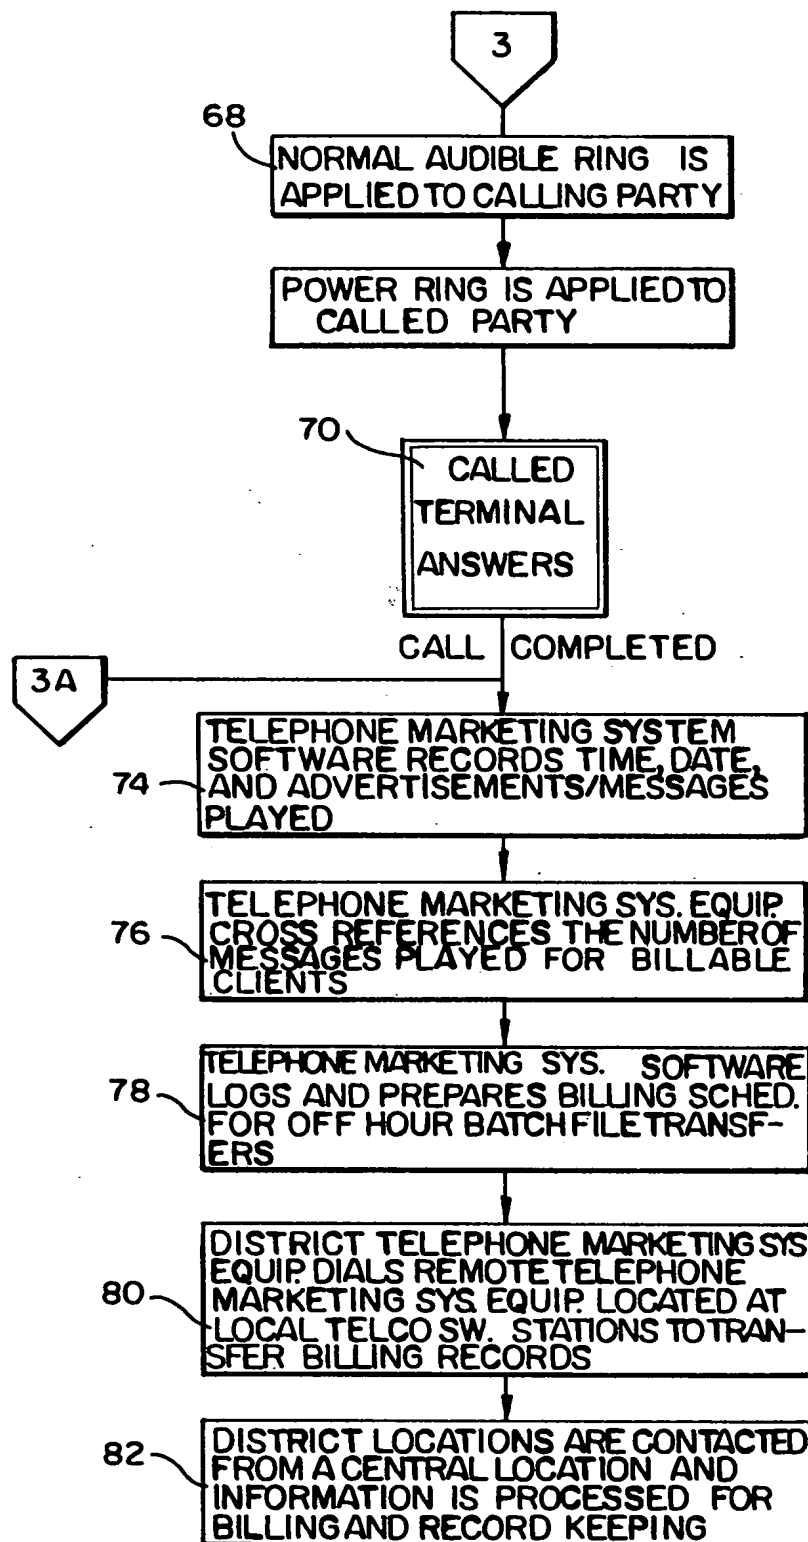 3
68
NORMAL AUDIBLE RING IS
APPLIED TO CALLING PARTY
POWER RING IS APPLIED TO
CALLED PARTY
70
CALLED
TERMINAL
ANSWERS
CALL COMPLETED
3A
74
TELEPHONE MARKETING SYSTEM
SOFTWARE RECORDS TIME, DATE,
AND ADVERTISEMENTS/MESSAGES
PLAYED
76
TELEPHONE MARKETING SYS. EQUIP.
CROSS REFERENCES THE NUMBER OF
MESSAGES PLAYED FOR BILLABLE
CLIENTS
78
TELEPHONE MARKETING SYS. SOFTWARE
LOGS AND PREPARES BILLING SCHED.
FOR OFF HOUR BATCH FILE TRANSF-
ERS
80
DISTRICT TELEPHONE MARKETING SYS
EQUIP. DIALS REMOTE TELEPHONE
MARKETING SYS. EQUIP. LOCATED AT
LOCAL TELCO SW. STATIONS TO TRAN-
SFER BILLING RECORDS
82
DISTRICT LOCATIONS ARE CONTACTED
FROM A CENTRAL LOCATION AND
INFORMATION IS PROCESSED FOR
BILLING AND RECORD KEEPING